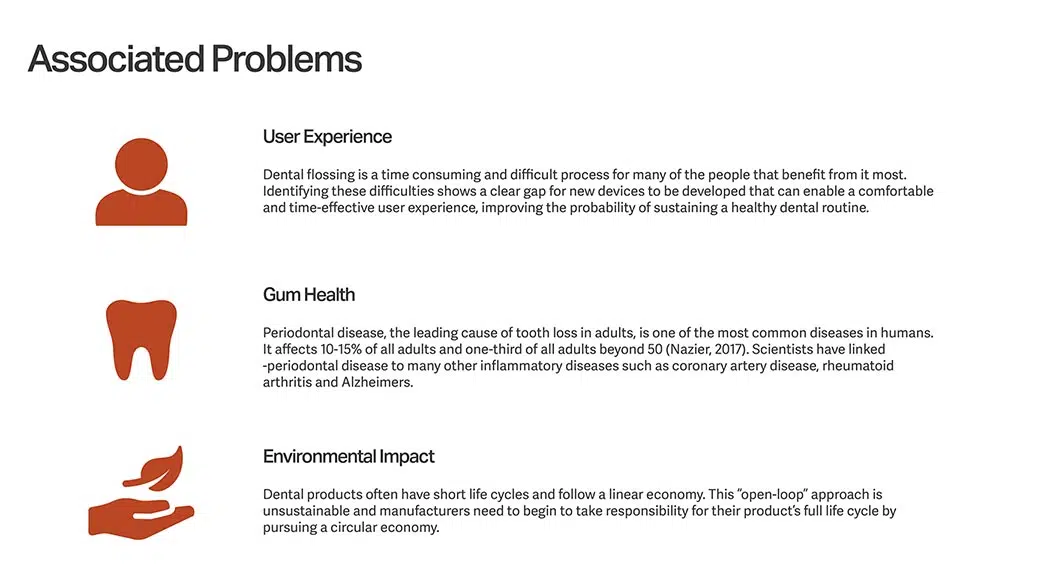 Associated Problems
User Experience
Dental flossing is a time consuming and difficult process for many of the people that benefit from it most.
Identifying these difficulties shows a clear gap for new devices to be developed that can enable a comfortable
and time-effective user experience, improving the probability of sustaining a healthy dental routine.
Gum Health
Periodontal disease, the leading cause of tooth loss in adults, is one of the most common diseases in humans.
It affects 10-15% of all adults and one-third of all adults beyond 50 (Nazier, 2017). Scientists have linked
-periodontal disease to many other inflammatory diseases such as coronary artery disease, rheumatoid
arthritis and Alzheimers.
Environmental Impact
Dental products often have short life cycles and follow a linear economy. This "open-loop" approach is
unsustainable and manufacturers need to begin to take responsibility for their product's full life cycle by
pursuing a circular economy.